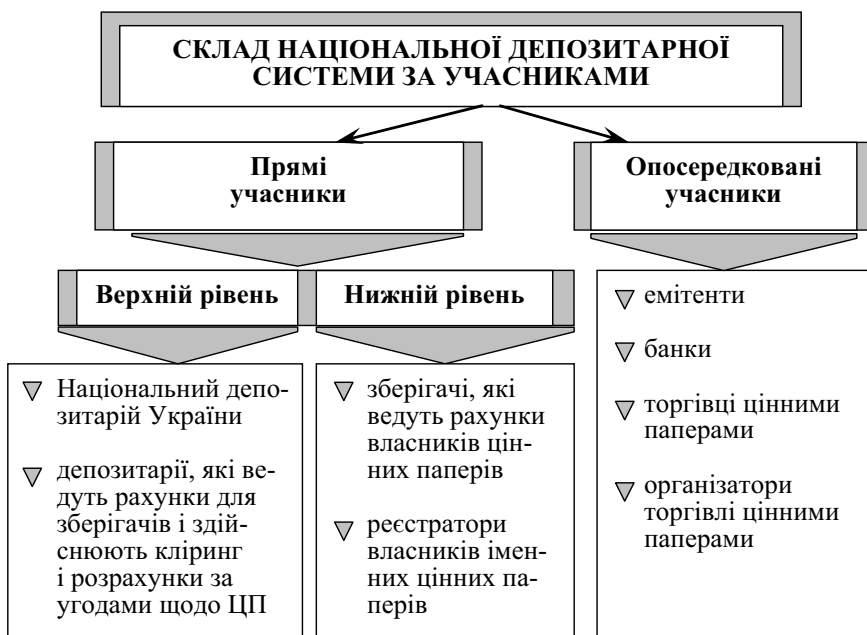 СКЛАД НАЦІОНАЛЬНОЇ ДЕПОЗИТАРНОЇ
СИСТЕМИ ЗА УЧАСНИКАМИ
Прямі
учасники
Опосередковані
учасники
Верхній рівень
Нижній рівень
Національний депо-
зитарій України
депозитарії, які ве-
дуть рахунки для
зберігачів і здій-
снюють кліринг
і розрахунки за
угодами щодо ЦП
зберігачі, які
ведуть рахунки
власників цін-
них паперів
реєстратори
власників імен-
них цінних па-
перів
емітенти
банки
торгівці цінними
паперами
організатори
торгівлі цінними
паперами